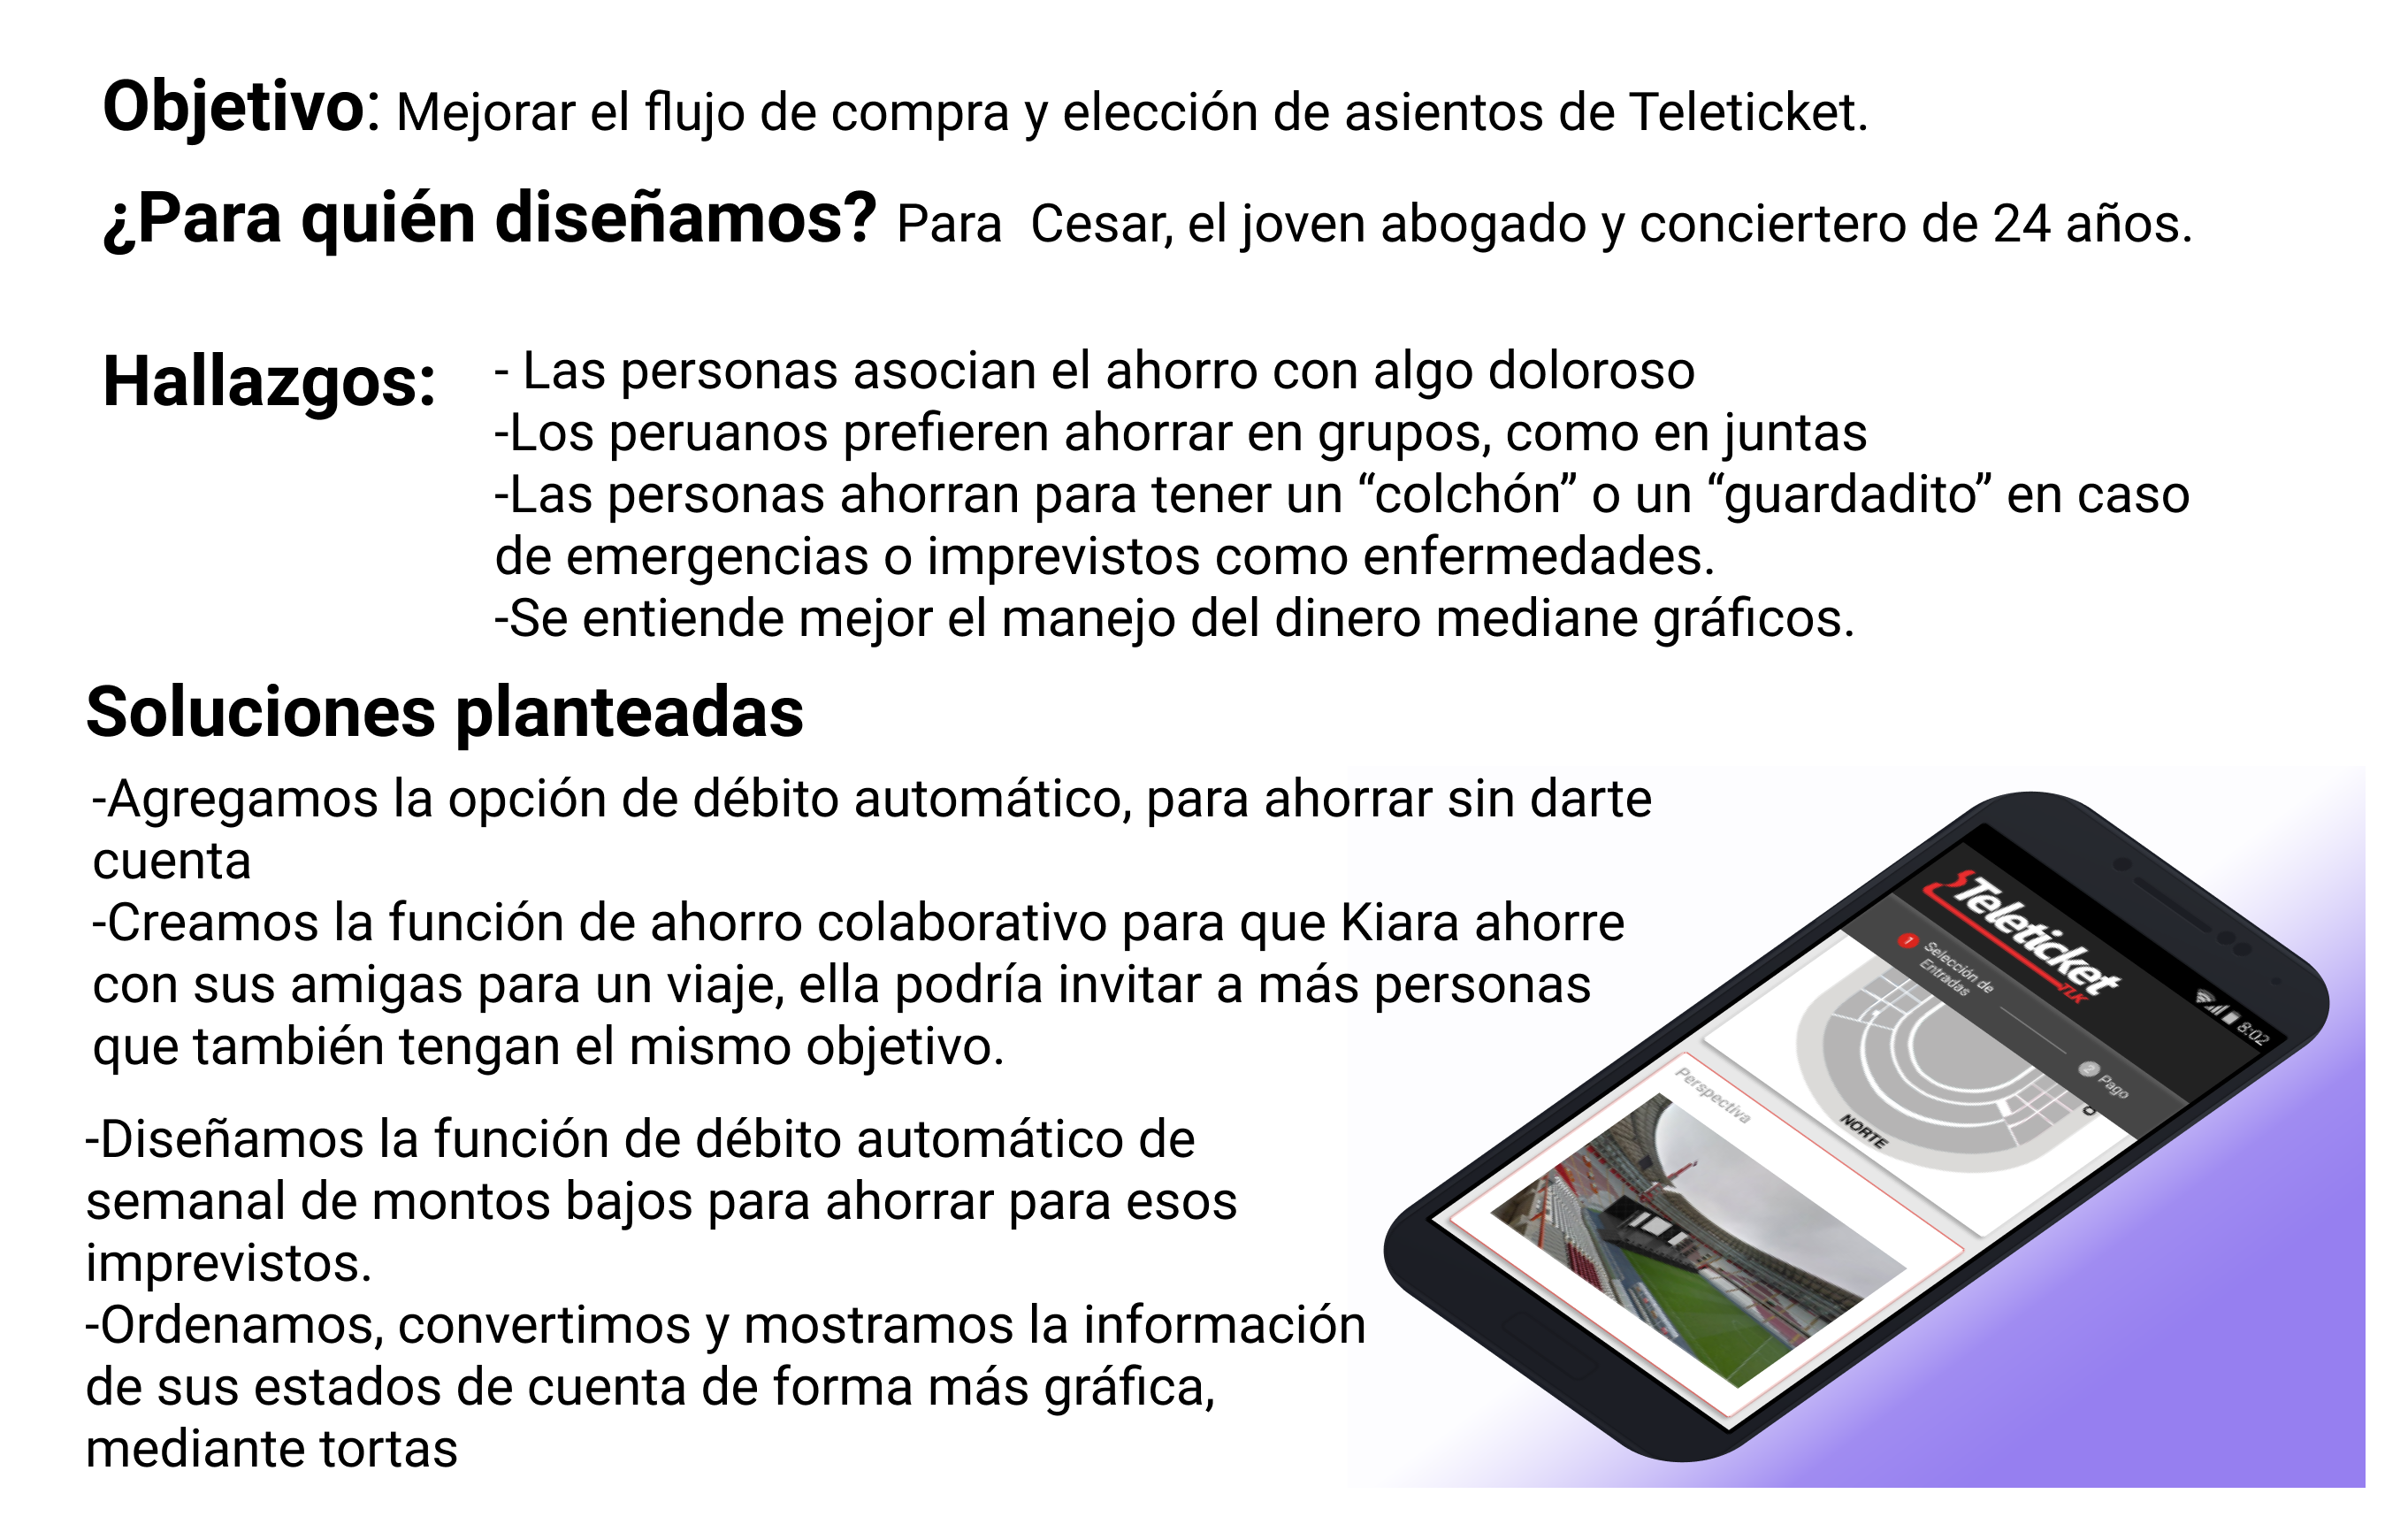 Objetivo: Mejorar el flujo de compra y elección de asientos de Teleticket.
¿Para quién diseñamos? Para  Cesar, el joven abogado y conciertero de 24 años.
Hallazgos:
- Las personas asocian el ahorro con algo doloroso
-Los peruanos prefieren ahorrar en grupos, como en juntas
-Las personas ahorran para tener un “colchón” o un “guardadito” en caso
de emergencias o imprevistos como enfermedades.
-Se entiende mejor el manejo del dinero mediane gráficos.
Soluciones planteadas
-Agregamos la opción de débito automático, para ahorrar sin darte
cuenta
-Creamos la función de ahorro colaborativo para que Kiara ahorre
con sus amigas para un viaje, ella podría invitar a más personas
que también tengan el mismo objetivo.
-Diseñamos la función de débito automático de
semanal de montos bajos para ahorrar para esos
imprevistos.
-Ordenamos, convertimos y mostramos la información
de sus estados de cuenta de forma más gráfica,
mediante tortas
8:02
Teleticket
TLK
1 Selección de
Entradas
2 Pago
NORTE
Perspectiva